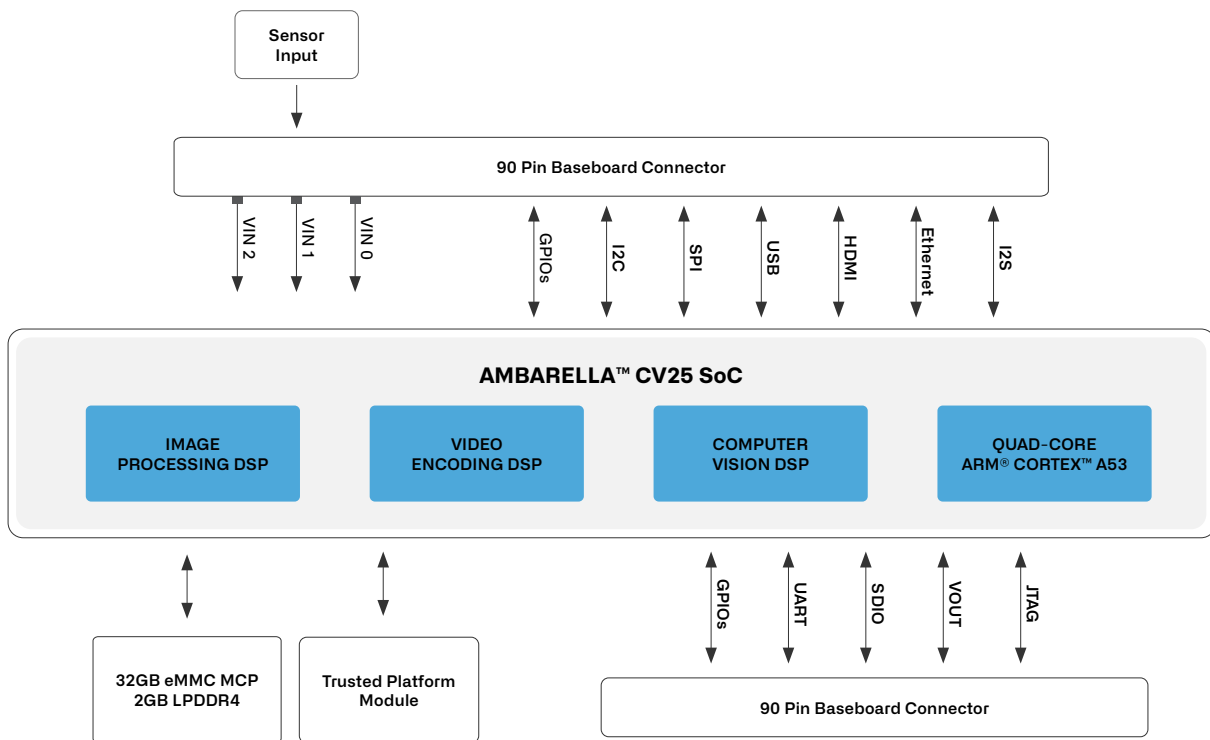 Sensor
Input
90 Pin Baseboard Connector
VIN 2
VIN 1
VIN 0
GPIOs
I2C
SPI
USB
HDMI
Ethernet
I2S
AMBARELLA™ CV25 SoC
IMAGE
PROCESSING DSP
VIDEO
ENCODING DSP
COMPUTER
VISION DSP
QUAD-CORE
ARM® CORTEX™ A53
GPIOs
UART
SDIO
VOUT
JTAG
32GB eMMC MCP
2GB LPDDR4
Trusted Platform
Module
90 Pin Baseboard Connector